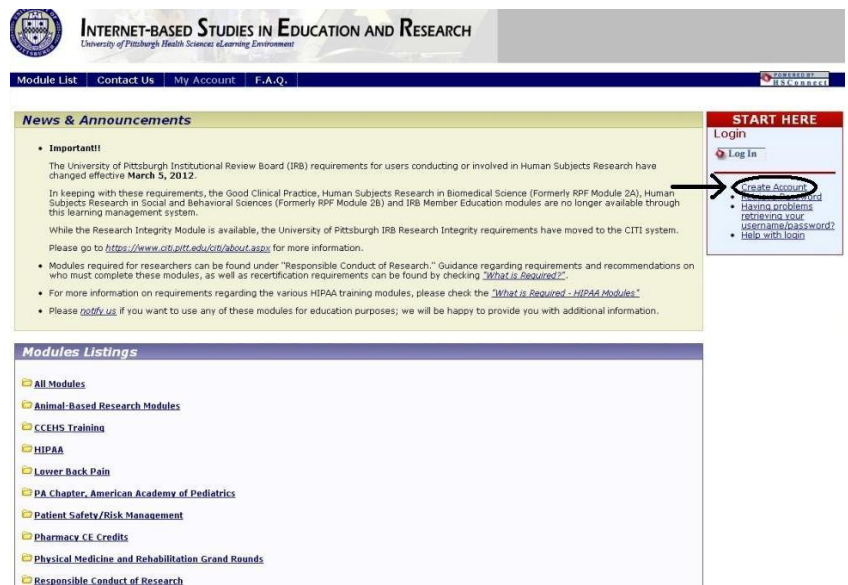 INTERNET-BASED STUDIES IN EDUCATION AND RESEARCH
University of Pittsburgh Health Sciences eLearning Environment
Module List Contact Us My Account F.A.Q.
POWERED BY
HSConnect
News & Announcements
• Important!!
The University of Pittsburgh Institutional Review Board (IRB) requirements for users conducting or involved in Human Subjects Research have
changed effective March 5, 2012.
In keeping with these requirements, the Good Clinical Practice, Human Subjects Research in Biomedical Science (Formerly RPF Module 2A), Human
Subjects Research in Social and Behavioral Sciences (Formerly RPF Module 2B) and IRB Member Education modules are no longer available through
this learning management system.
While the Research Integrity Module is available, the University of Pittsburgh IRB Research Integrity requirements have moved to the CITI system.
Please go to https://www.citi.pitt.edu/citi/about.aspx for more information.
• Modules required for researchers can be found under "Responsible Conduct of Research." Guidance regarding requirements and recommendations on
who must complete these modules, as well as recertification requirements can be found by checking "What is Required?".
• For more information on requirements regarding the various HIPAA training modules, please check the "What is Required - HIPAA Modules"
• Please notify us if you want to use any of these modules for education purposes; we will be happy to provide you with additional information.
START HERE
Login
Log In
• Create Account
• Retrieve Password
• Having problems
retrieving your
username/password?
• Help with login
Modules Listings
All Modules
Animal-Based Research Modules
CCEHS Training
HIPAA
Lower Back Pain
PA Chapter, American Academy of Pediatrics
Patient Safety/Risk Management
Pharmacy CE Credits
Physical Medicine and Rehabilitation Grand Rounds
Responsible Conduct of Research